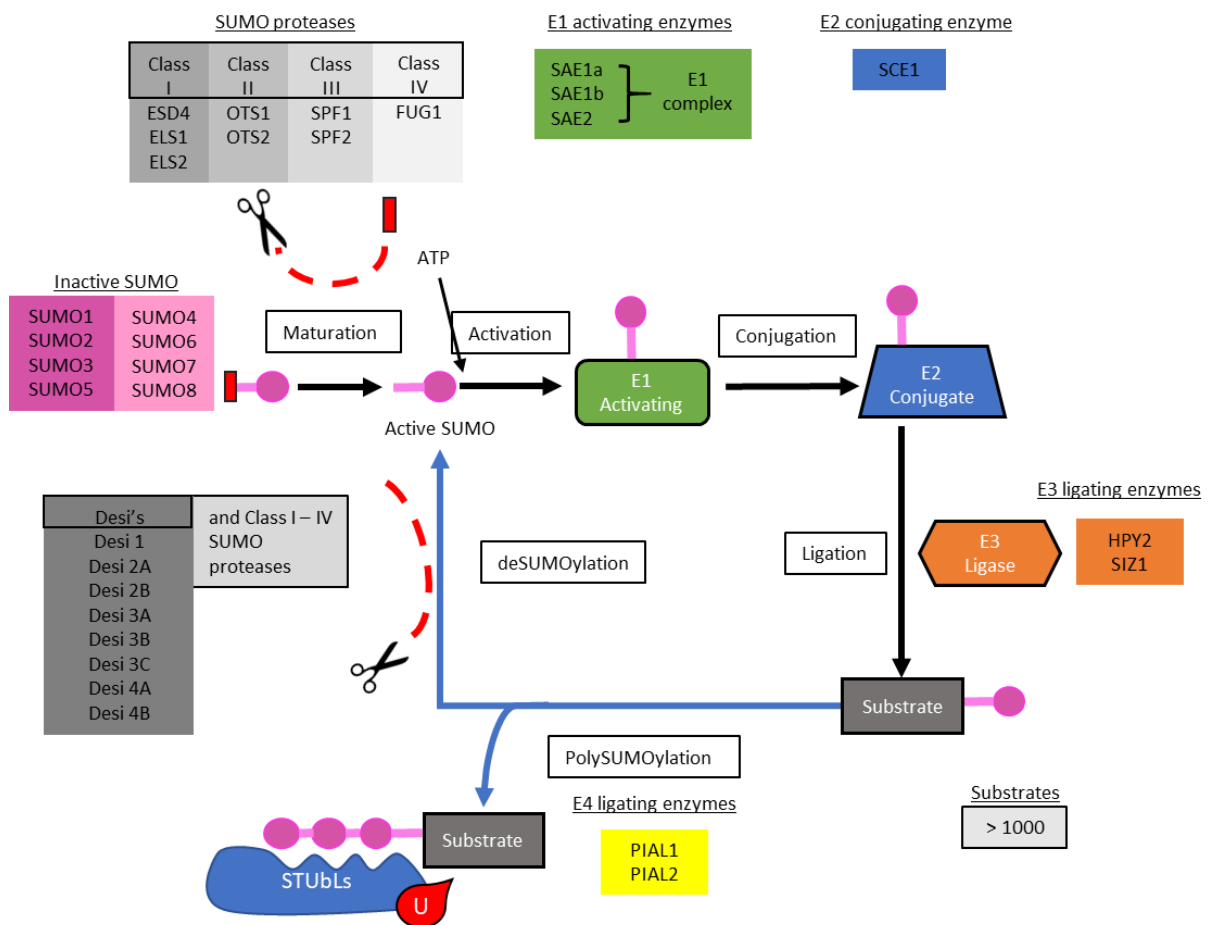 SUMO proteases
E1 activating enzymes
E2 conjugating enzyme
Class I
Class II
Class III
Class IV
ESD4
OTS1
SPF1
FUG1
ELS1
OTS2
SPF2
ELS2
SAE1a
SAE1b
SAE2
E1
complex
SCE1
ATP
Inactive SUMO
SUMO1
SUMO2
SUMO3
SUMO5
SUMO4
SUMO6
SUMO7
SUMO8
Maturation
Activation
Conjugation
Active SUMO
E1
Activating
E2
Conjugate
Desi's
Desi 1
Desi 2A
Desi 2B
Desi 3A
Desi 3B
Desi 3C
Desi 4A
Desi 4B
and Class I – IV
SUMO
proteases
deSUMOylation
Ligation
E3
Ligase
E3 ligating enzymes
HPY2
SIZ1
Substrate
PolySUMOylation
E4 ligating enzymes
PIAL1
PIAL2
Substrate
STUbLs
U
Substrates
> 1000